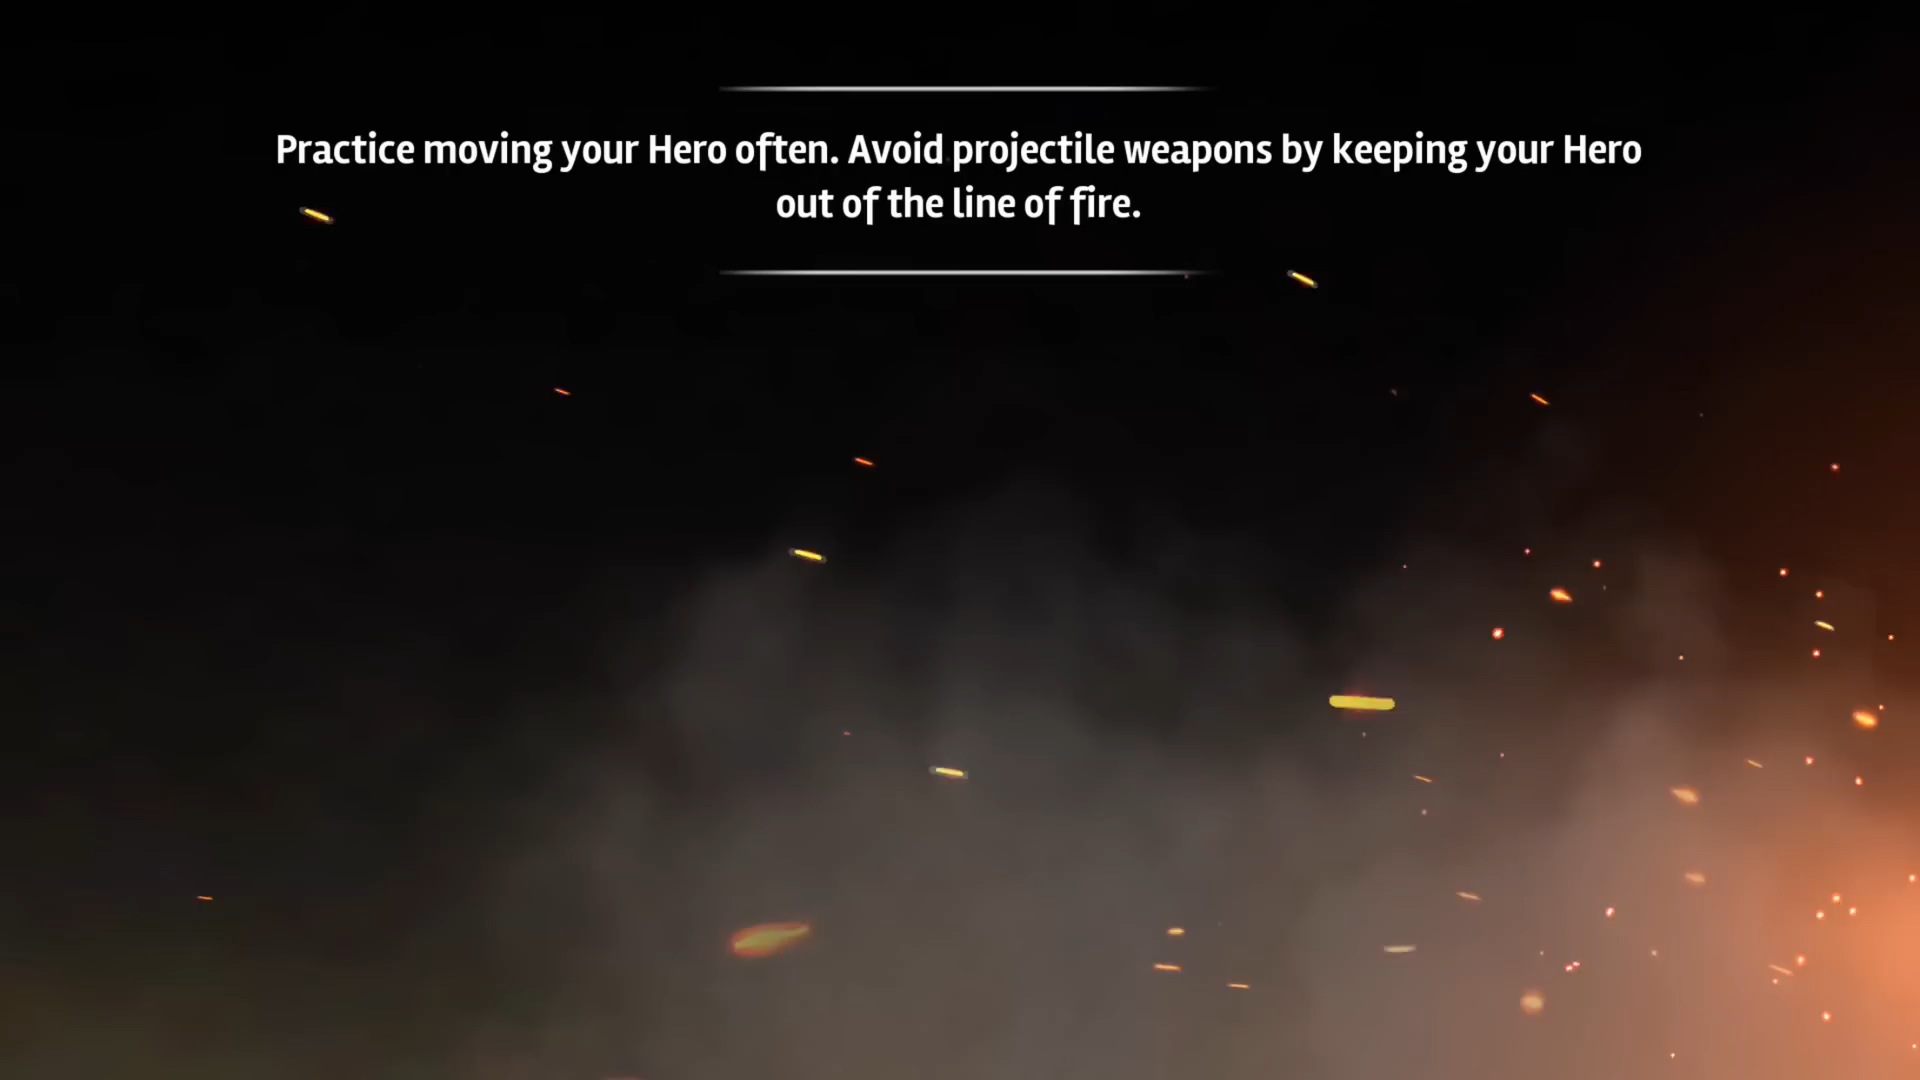 Practice moving your Hero often. Avoid projectile weapons by keeping your Hero
out of the line of fire.